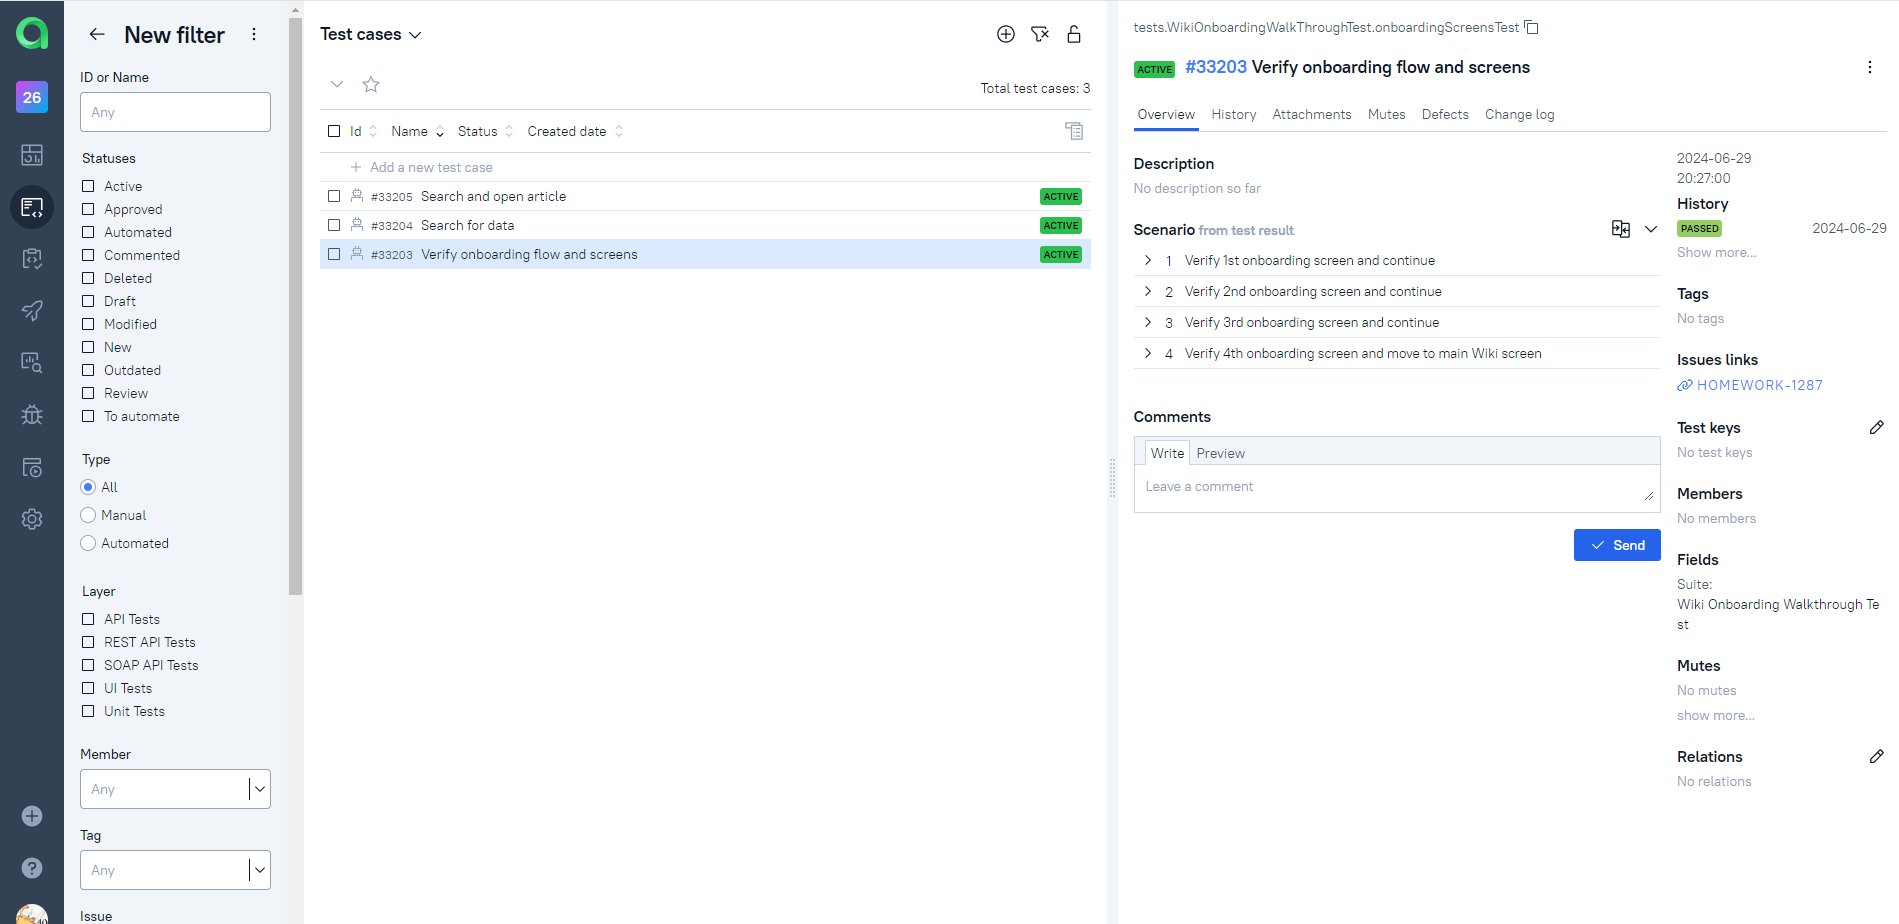 26
New filter
ID or Name
Any
Statuses
Active
Approved
Automated
Commented
Deleted
Draft
Modified
New
Outdated
Review
To automate
Type
All
Manual
Automated
Layer
API Tests
REST API Tests
SOAP API Tests
UI Tests
Unit Tests
Member
Any
Tag
Any
Issue
Test cases
Total test cases: 3
Id Name Status Created date
Add a new test case
#33205 Search and open article ACTIVE
#33204 Search for data ACTIVE
#33203 Verify onboarding flow and screens ACTIVE
tests.WikiOnboardingWalkThroughTest.onboardingScreensTest
ACTIVE #33203 Verify onboarding flow and screens
Overview History Attachments Mutes Defects Change log
Description
No description so far
Scenario from test result
1 Verify 1st onboarding screen and continue
2 Verify 2nd onboarding screen and continue
3 Verify 3rd onboarding screen and continue
4 Verify 4th onboarding screen and move to main Wiki screen
Comments
Write Preview
Leave a comment
Send
2024-06-29
20:27:00
History
PASSED 2024-06-29
Show more...
Tags
No tags
Issues links
HOMEWORK-1287
Test keys
No test keys
Members
No members
Fields
Suite:
Wiki Onboarding Walkthrough Te
st
Mutes
No mutes
show more...
Relations
No relations